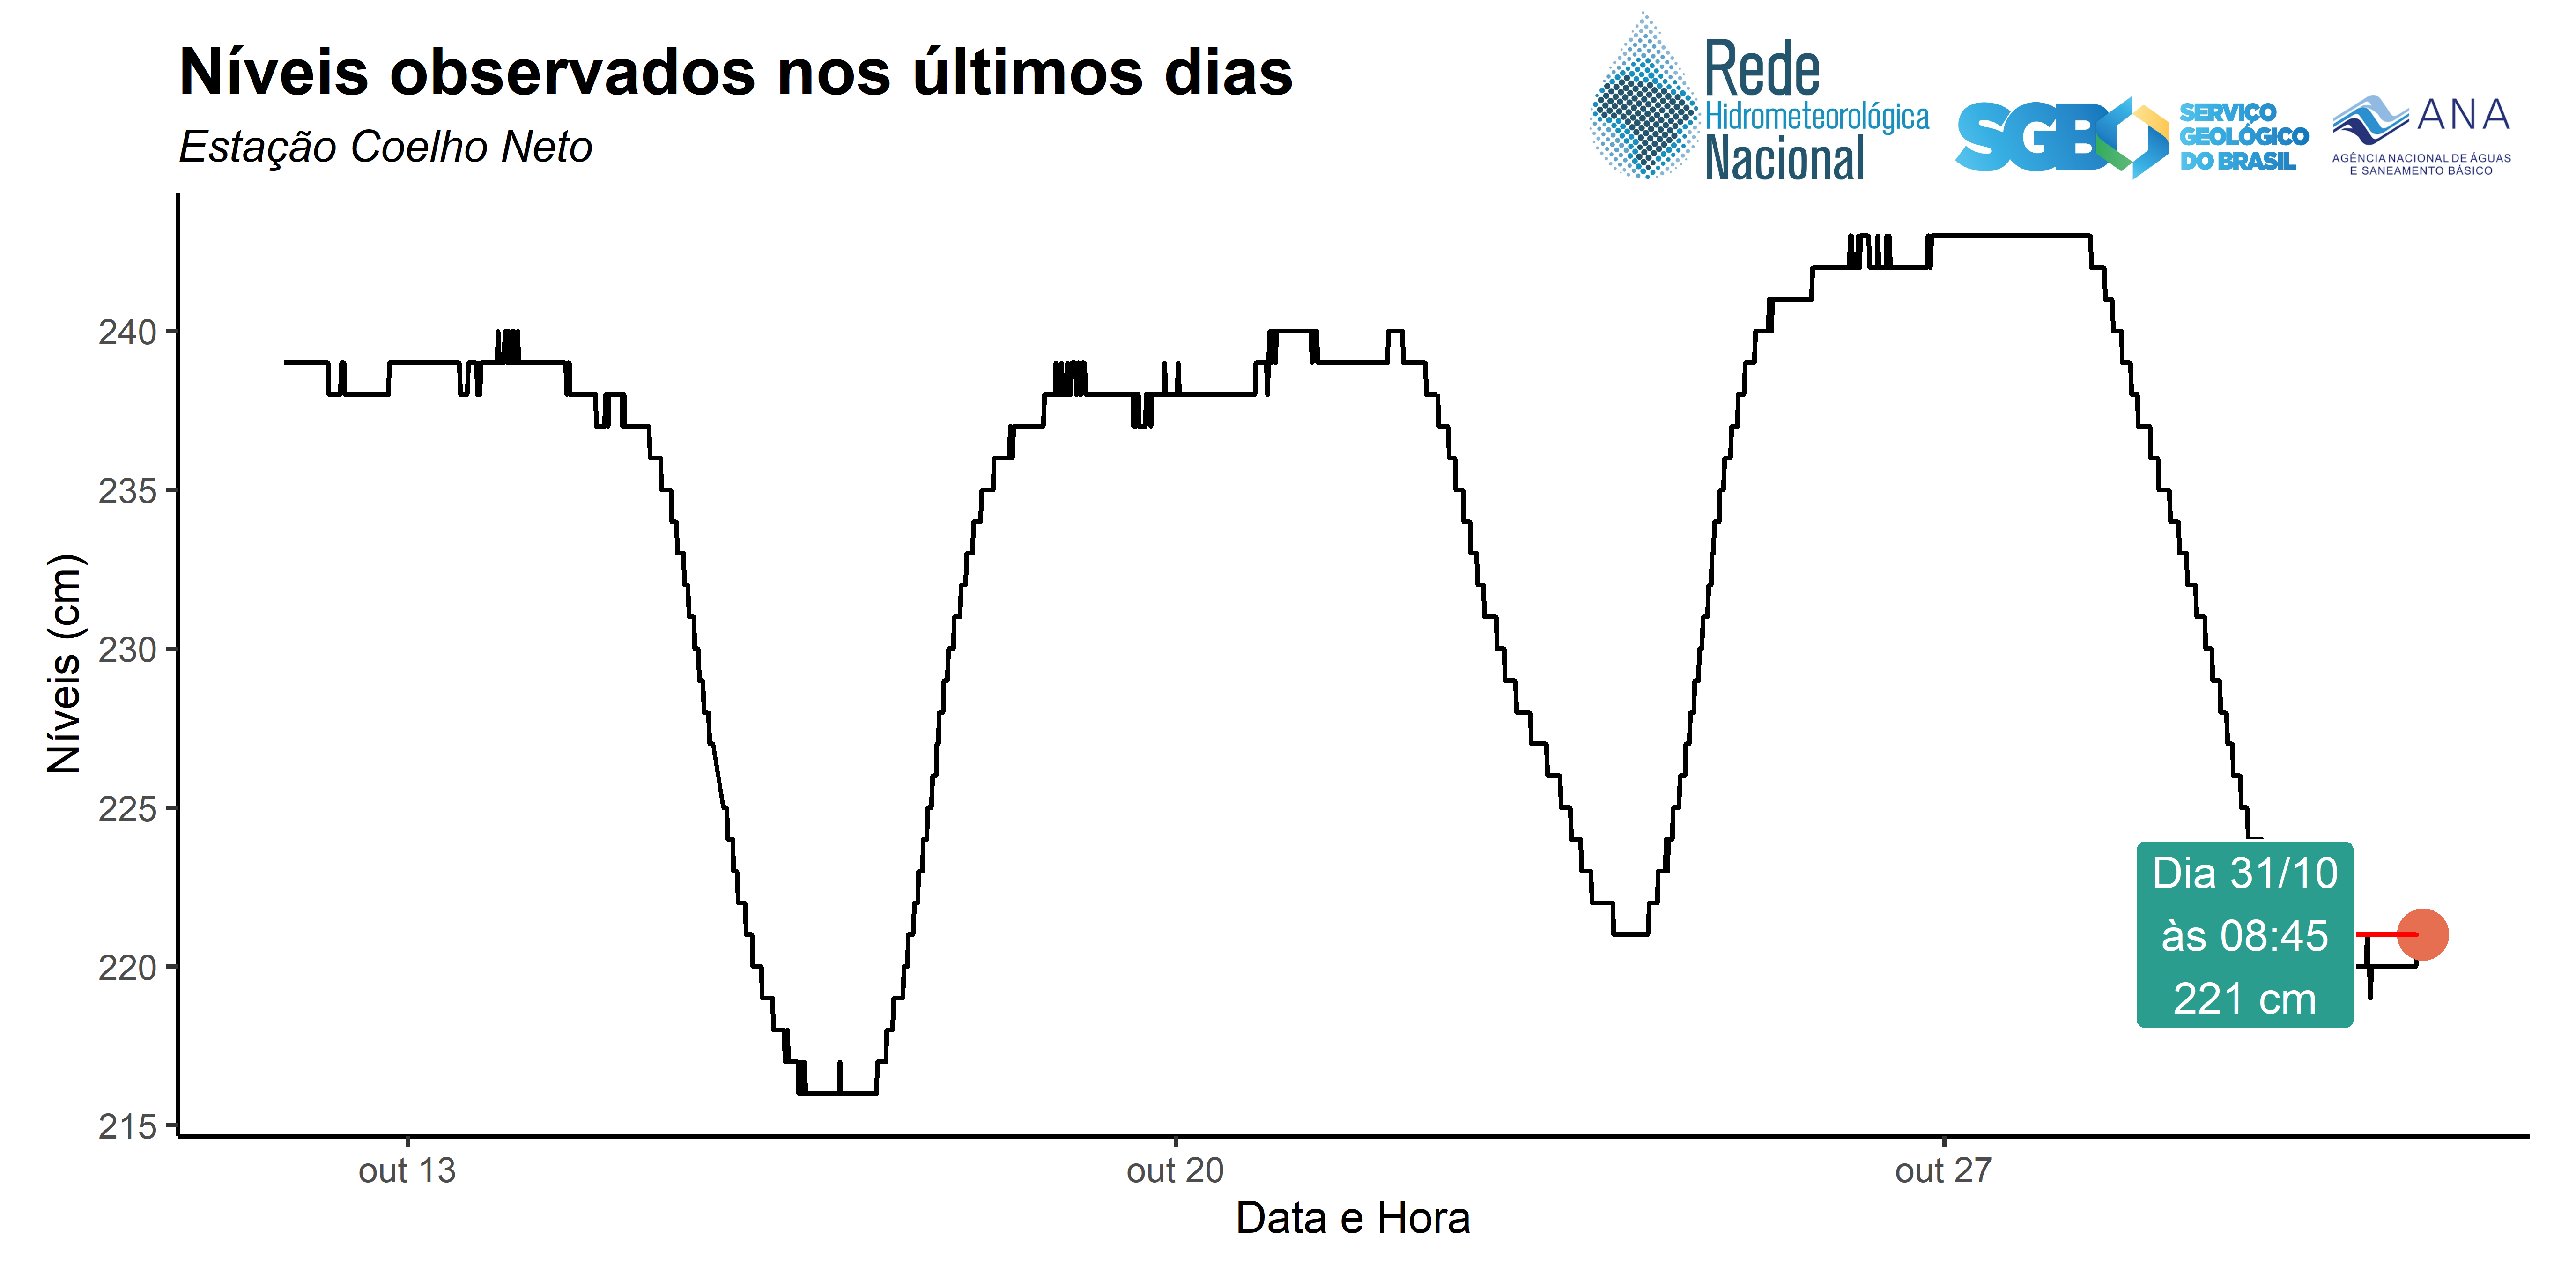 Níveis observados nos últimos dias
Estação Coelho Neto
Rede
Hidrometeorológica
Nacional
SGB
SERVIÇO
GEOLÓGICO
DO BRASIL
ANA
AGÊNCIA NACIONAL DE ÁGUAS
E SANEAMENTO BÁSICO
Níveis (cm)
240
235
230
225
220
215
Dia 31/10
às 08:45
221 cm
out 13
out 20
out 27
Data e Hora